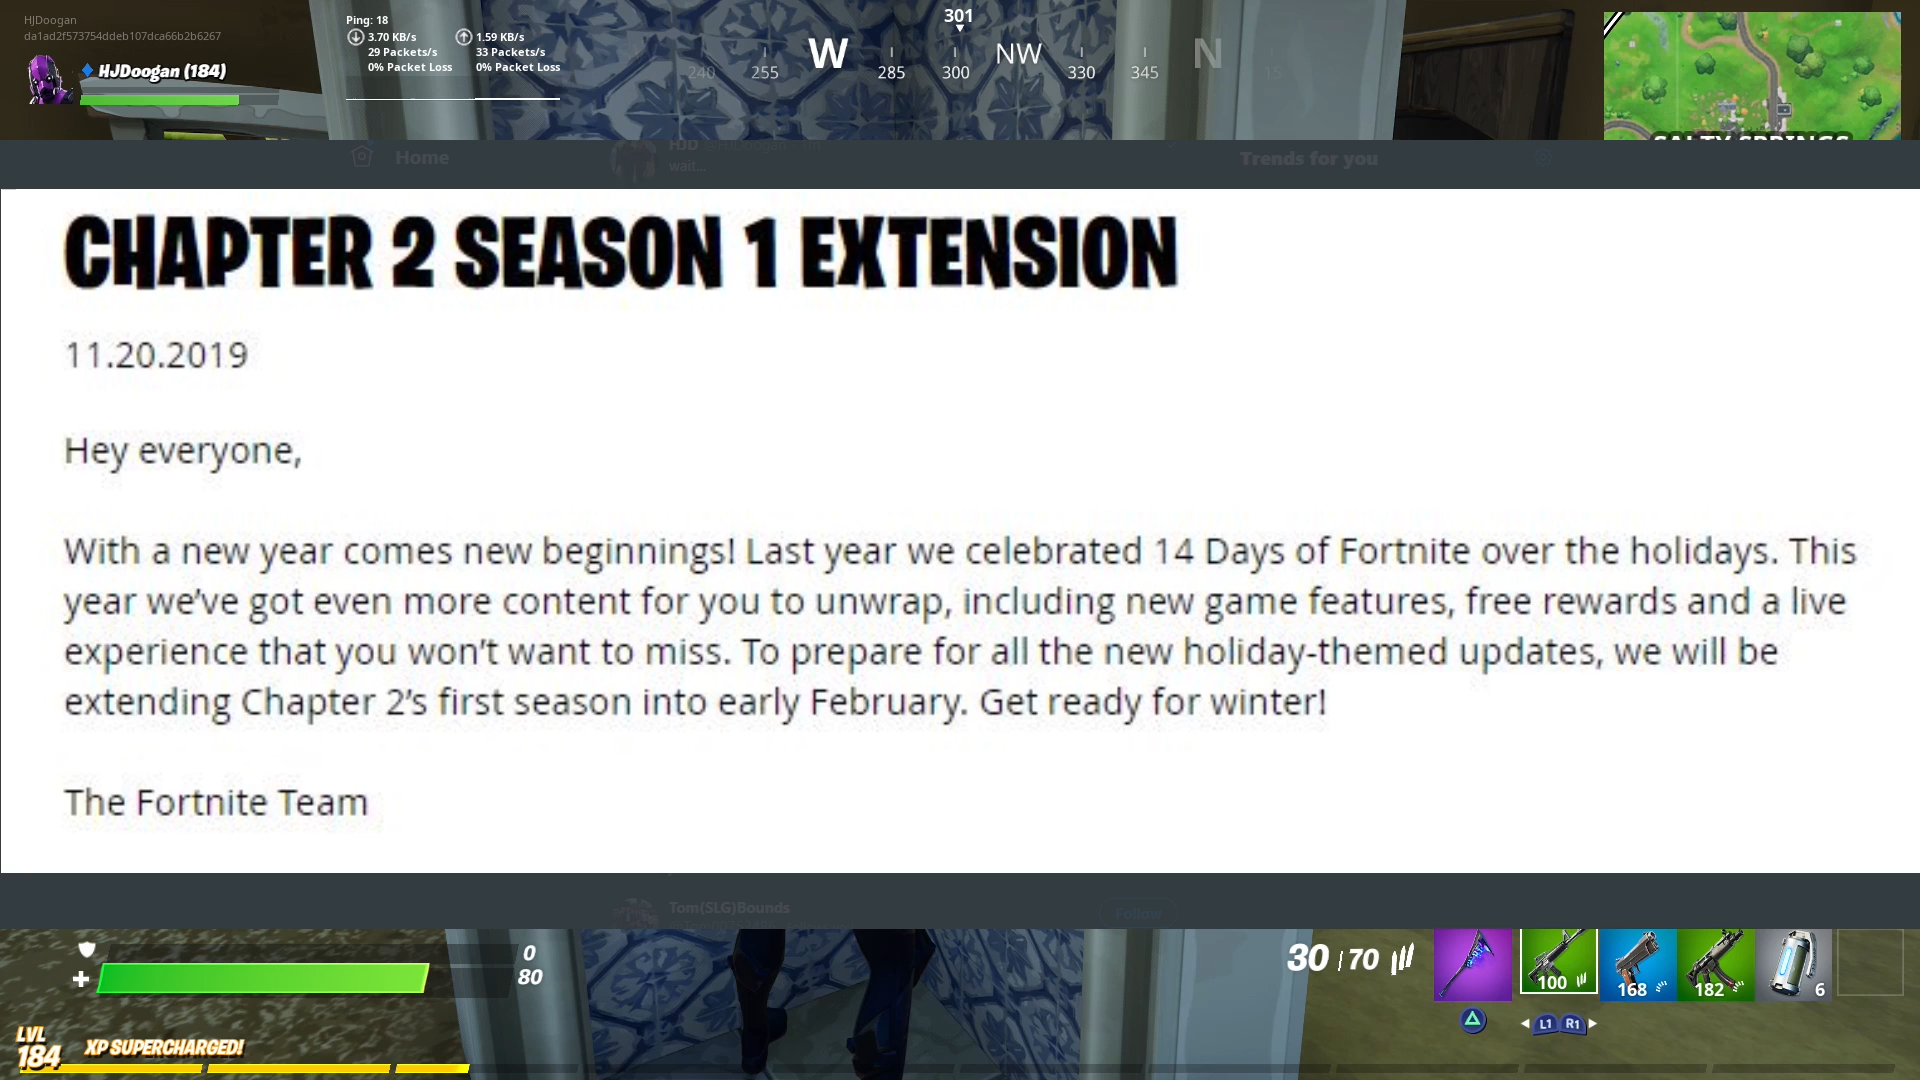 HJDoogan
da1ad2f573754ddeb107dca66b2b6267
HJDoogan (184)
Ping: 18
3.70 KB/s 1.59 KB/s
29 Packets/s 33 Packets/s
0% Packet Loss 0% Packet Loss
301
240 255 W 285 300 NW 330 345 N 15
SALTY SPRINGS
Home
HJD @HJDoogan
wait...
Trends for you
CHAPTER 2 SEASON 1 EXTENSION
11.20.2019
Hey everyone,
With a new year comes new beginnings! Last year we celebrated 14 Days of Fortnite over the holidays. This
year we’ve got even more content for you to unwrap, including new game features, free rewards and a live
experience that you won’t want to miss. To prepare for all the new holiday-themed updates, we will be
extending Chapter 2’s first season into early February. Get ready for winter!
The Fortnite Team
Tom(SLG)Bounds
Follow
0
80
30 | 70
100 168 182 6
L1 R1
LVL
184
XP SUPERCHARGED!